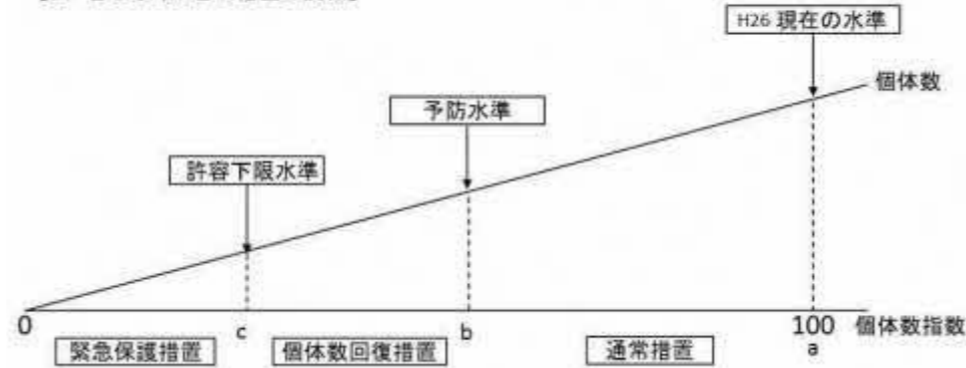 H26 現在の水準
個体数
予防水準
許容下限水準
0
c
b
100
個体数指数
a
緊急保護措置
個体数回復措置
通常措置